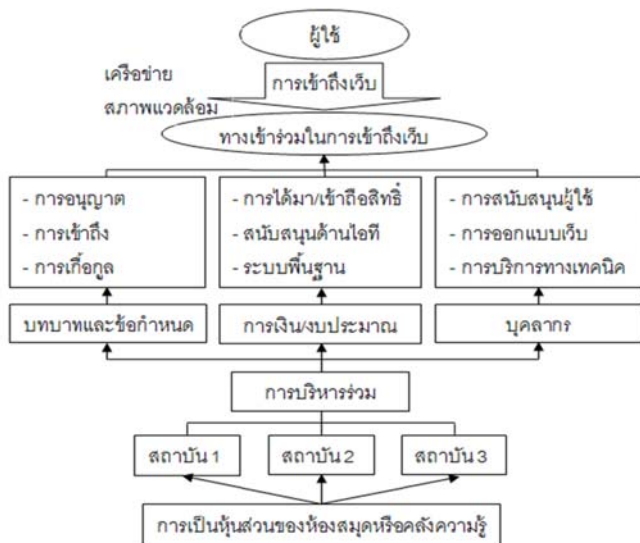 ผู้ใช้
เครือข่าย
สภาพแวดล้อม
การเข้าถึงเว็บ
ทางเข้าร่วมในการเข้าถึงเว็บ
- การอนุญาต
- การเข้าถึง
- การเกื้อกูล
- การได้มา/เข้าถือสิทธิ์
- สนับสนุนด้านไอที
- ระบบพื้นฐาน
- การสนับสนุนผู้ใช้
- การออกแบบเว็บ
- การบริการทางเทคนิค
บทบาทและข้อกำหนด
การเงิน/งบประมาณ
บุคลากร
การบริหารร่วม
สถาบัน 1
สถาบัน 2
สถาบัน 3
การเป็นหุ้นส่วนของห้องสมุดหรือคลังความรู้